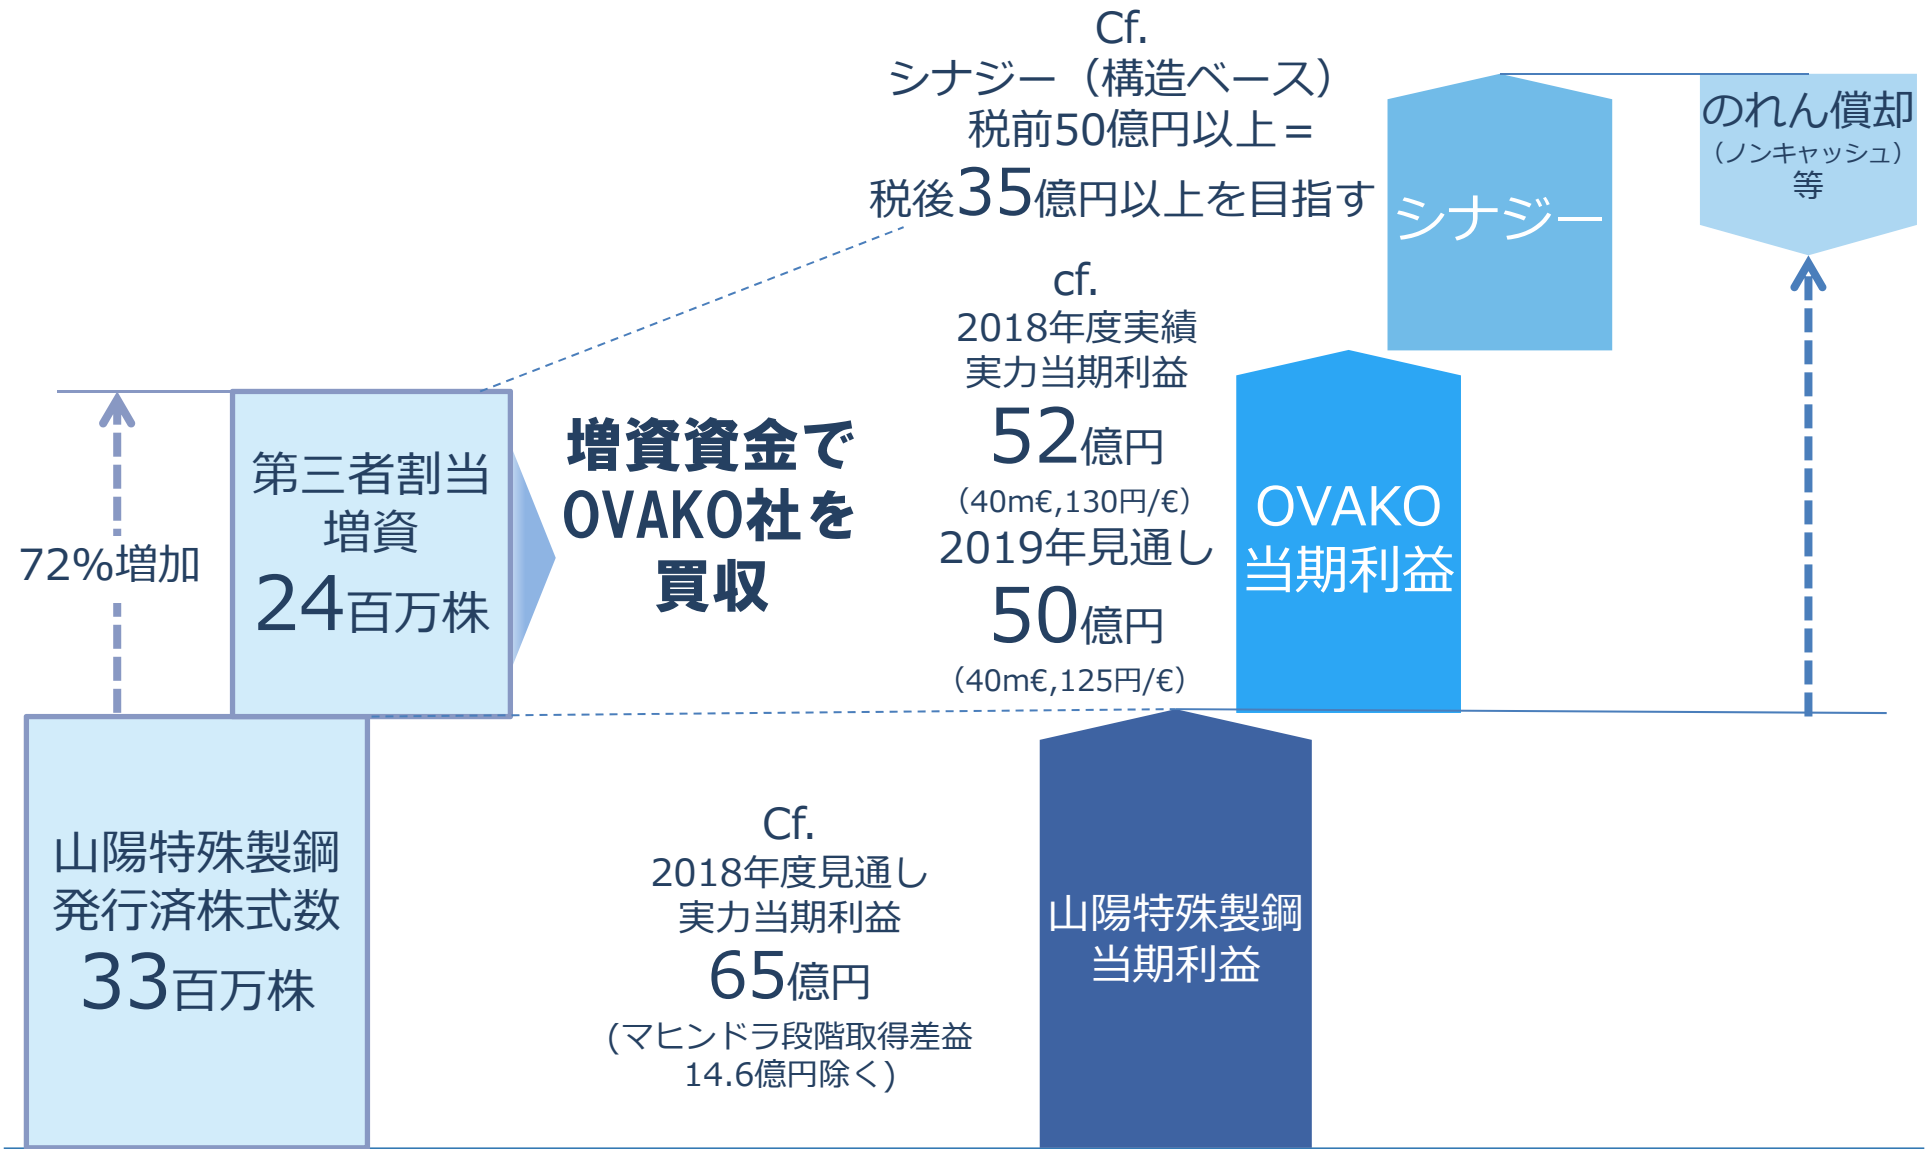 Cf.
シナジー（構造ベース）
税前50億円以上＝
税後35億円以上を目指す
シナジー
のれん償却
（ノンキャッシュ）
等
cf.
2018年度実績
実力当期利益
52億円
（40m€,130円/€）
2019年見通し
50億円
（40m€,125円/€）
OVAKO
当期利益
72%増加
第三者割当
増資
24百万株
増資資金で
OVAKO社を
買収
山陽特殊製鋼
発行済株式数
33百万株
Cf.
2018年度見通し
実力当期利益
65億円
(マヒンドラ段階取得差益
14.6億円除く)
山陽特殊製鋼
当期利益